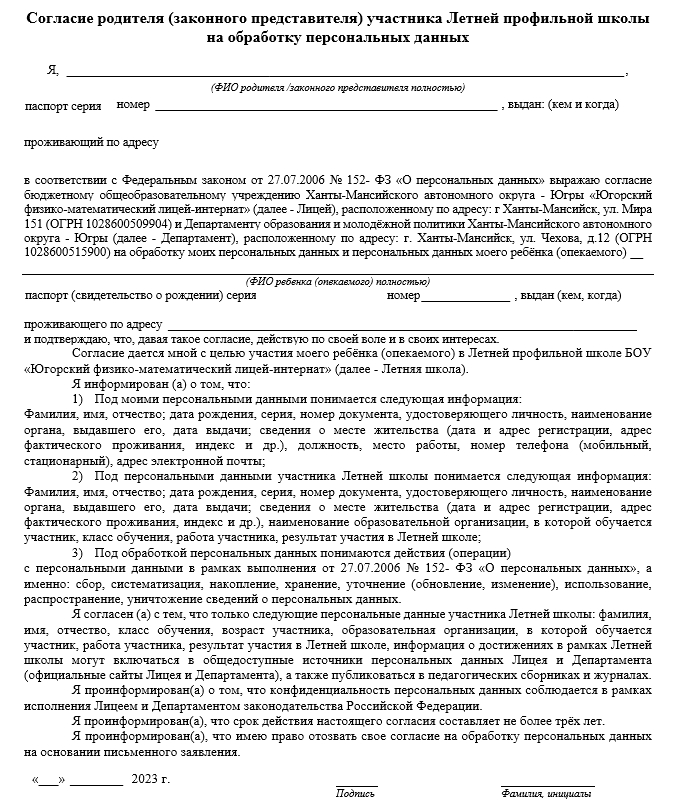 Согласие родителя (законного представителя) участника Летней профильной школы
на обработку персональных данных
Я, ______________________________,
(ФИО родителя /законного представителя полностью)
паспорт серия номер ______________________________ , выдан: (кем и когда)
проживающий по адресу
в соответствии с Федеральным законом от 27.07.2006 № 152- ФЗ «О персональных данных» выражаю согласие
бюджетному общеобразовательному учреждению Ханты-Мансийского автономного округа - Югры «Югорский
физико-математический лицей-интернат» (далее - Лицей), расположенному по адресу: г Ханты-Мансийск, ул. Мира
151 (ОГРН 1028600509904) и Департаменту образования и молодёжной политики Ханты-Мансийского автономного
округа - Югры (далее - Департамент), расположенному по адресу: г. Ханты-Мансийск, ул. Чехова, д.12 (ОГРН
1028600515900) на обработку моих персональных данных и персональных данных моего ребёнка (опекаемого) __
(ФИО ребенка (опекаемого) полностью)
паспорт (свидетельство о рождении) серия номер______________ , выдан (кем, когда)
проживающего по адресу ______________________________
и подтверждаю, что, давая такое согласие, действую по своей воле и в своих интересах.
Согласие дается мной с целью участия моего ребёнка (опекаемого) в Летней профильной школе БОУ
«Югорский физико-математический лицей-интернат» (далее - Летняя школа).
Я информирован (а) о том, что:
1) Под моими персональными данными понимается следующая информация:
Фамилия, имя, отчество; дата рождения, серия, номер документа, удостоверяющего личность, наименование
органа, выдавшего его, дата выдачи; сведения о месте жительства (дата и адрес регистрации, адрес
фактического проживания, индекс и др.), должность, место работы, номер телефона (мобильный,
стационарный), адрес электронной почты;
2) Под персональными данными участника Летней школы понимается следующая информация:
Фамилия, имя, отчество; дата рождения, серия, номер документа, удостоверяющего личность, наименование
органа, выдавшего его, дата выдачи; сведения о месте жительства (дата и адрес регистрации, адрес
фактического проживания, индекс и др.), наименование образовательной организации, в которой обучается
участник, класс обучения, работа участника, результат участия в Летней школе;
3) Под обработкой персональных данных понимаются действия (операции)
с персональными данными в рамках выполнения от 27.07.2006 № 152- ФЗ «О персональных данных», а
именно: сбор, систематизация, накопление, хранение, уточнение (обновление, изменение), использование,
распространение, уничтожение сведений о персональных данных.
Я согласен (а) с тем, что только следующие персональные данные участника Летней школы: фамилия,
имя, отчество, класс обучения, возраст участника, образовательная организации, в которой обучается
участник, работа участника, результат участия в Летней школе, информация о достижениях в рамках Летней
школы могут включаться в общедоступные источники персональных данных Лицея и Департамента
(официальные сайты Лицея и Департамента), а также публиковаться в педагогических сборниках и журналах.
Я проинформирован(а) о том, что конфиденциальность персональных данных соблюдается в рамках
исполнения Лицеем и Департаментом законодательства Российской Федерации.
Я проинформирован(а), что срок действия настоящего согласия составляет не более трёх лет.
Я проинформирован(а), что имею право отозвать свое согласие на обработку персональных данных
на основании письменного заявления.
«___» ________ 2023 г.
Подпись Фамилия, инициалы